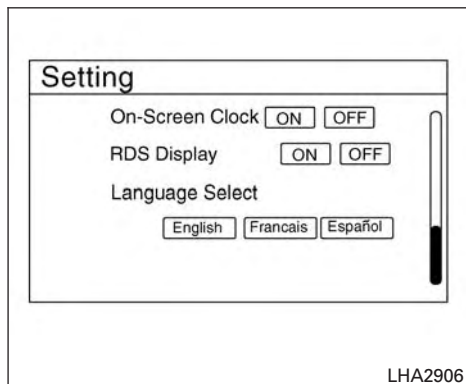 Setting
On-Screen Clock ON OFF
RDS Display ON OFF
Language Select
English Francais Español
LHA2906